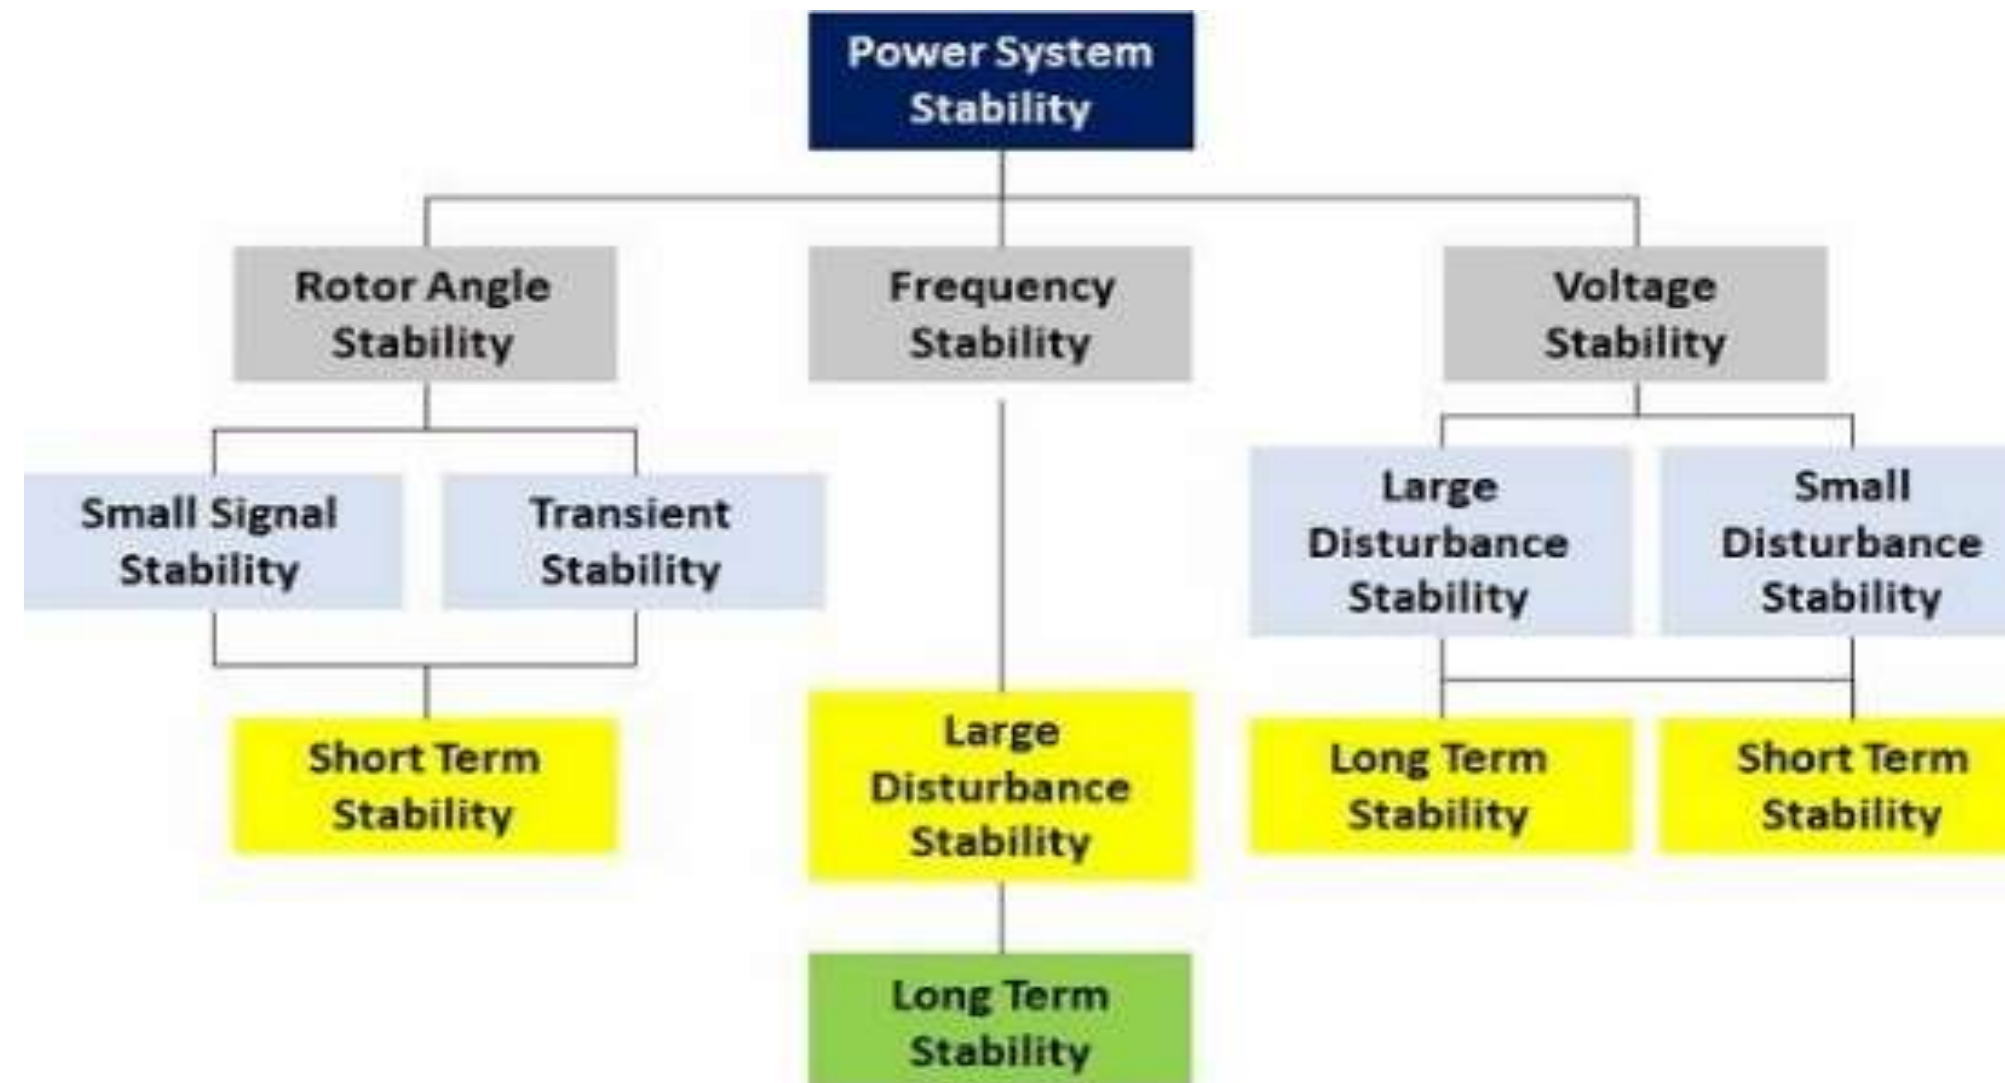 Power System
Stability
Rotor Angle
Stability
Frequency
Stability
Voltage
Stability
Small Signal
Stability
Transient
Stability
Large
Disturbance
Stability
Small
Disturbance
Stability
Short Term
Stability
Large
Disturbance
Stability
Long Term
Stability
Short Term
Stability
Long Term
Stability